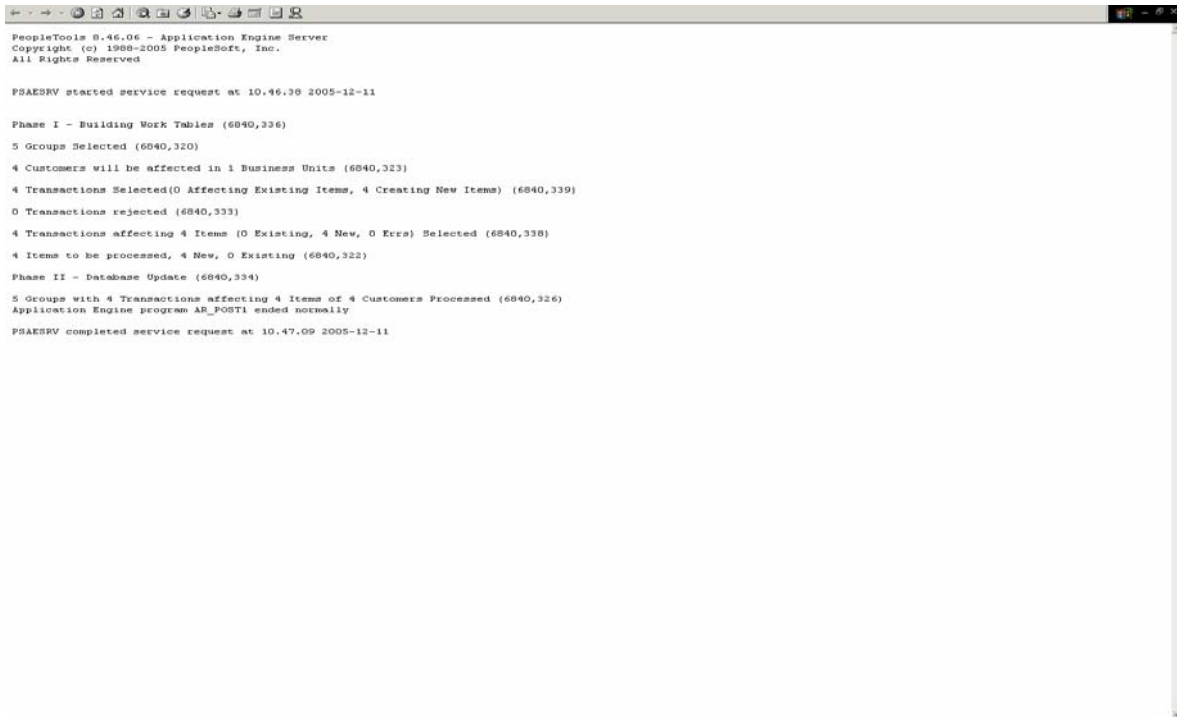 PeopleTools 8.46.06 - Application Engine Server
Copyright (c) 1988-2005 PeopleSoft, Inc.
All Rights Reserved
PSAESRV started service request at 10.46.38 2005-12-11
Phase I - Building Work Tables (6840,336)
5 Groups Selected (6840,320)
4 Customers will be affected in 1 Business Units (6840,323)
4 Transactions Selected(0 Affecting Existing Items, 4 Creating New Items) (6840,339)
0 Transactions rejected (6840,333)
4 Transactions affecting 4 Items (0 Existing, 4 New, 0 Errs) Selected (6840,338)
4 Items to be processed, 4 New, 0 Existing (6840,322)
Phase II - Database Update (6840,334)
5 Groups with 4 Transactions affecting 4 Items of 4 Customers Processed (6840,326)
Application Engine program AR_POST1 ended normally
PSAESRV completed service request at 10.47.09 2005-12-11